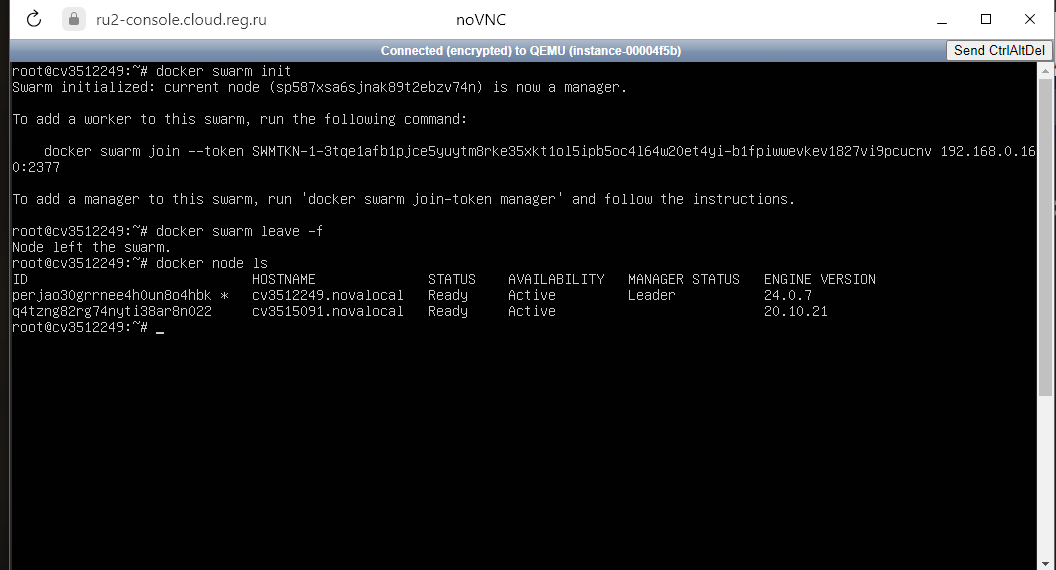 ru2-console.cloud.reg.ru noVNC
Connected (encrypted) to QEMU (instance-00004f5b) Send CtrlAltDel
root@cv3512249:~# docker swarm init
Swarm initialized: current node (sp587xsa6sjnak89t2ebzv74n) is now a manager.
To add a worker to this swarm, run the following command:
docker swarm join --token SWMTKN-1-3tqe1afb1pjce5yuytm8rke35xkt1ol5ipb5oc4l64w20et4yi-b1fpiwwevkev1827vi9pcucnv 192.168.0.16
0:2377
To add a manager to this swarm, run 'docker swarm join-token manager' and follow the instructions.
root@cv3512249:~# docker swarm leave -f
Node left the swarm.
root@cv3512249:~# docker node ls
ID HOSTNAME STATUS AVAILABILITY MANAGER STATUS ENGINE VERSION
perjao30grrnee4h0un8o4hbk * cv3512249.novalocal Ready Active Leader 24.0.7
q4tzng82rg74nyti38ar8n022 cv3515091.novalocal Ready Active 20.10.21
root@cv3512249:~# _